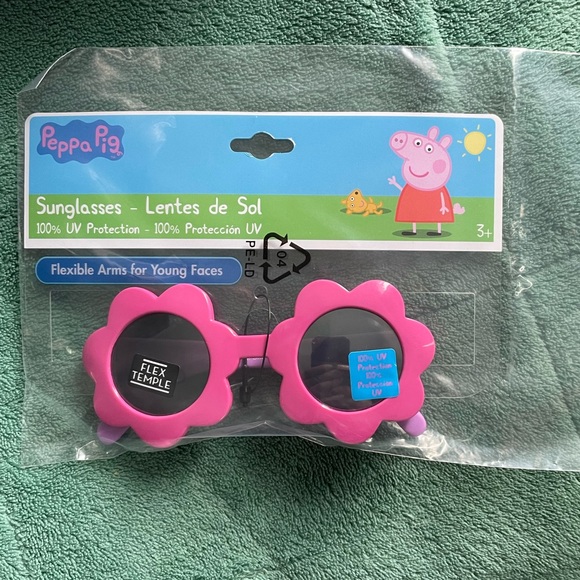 Peppa Pig
Sunglasses - Lentes de Sol
100% UV Protection - 100% Protección UV
3+
04
PE-LD
Flexible Arms for Young Faces
FLEX
TEMPLE
100% UV
Protection
100%
Protección
UV